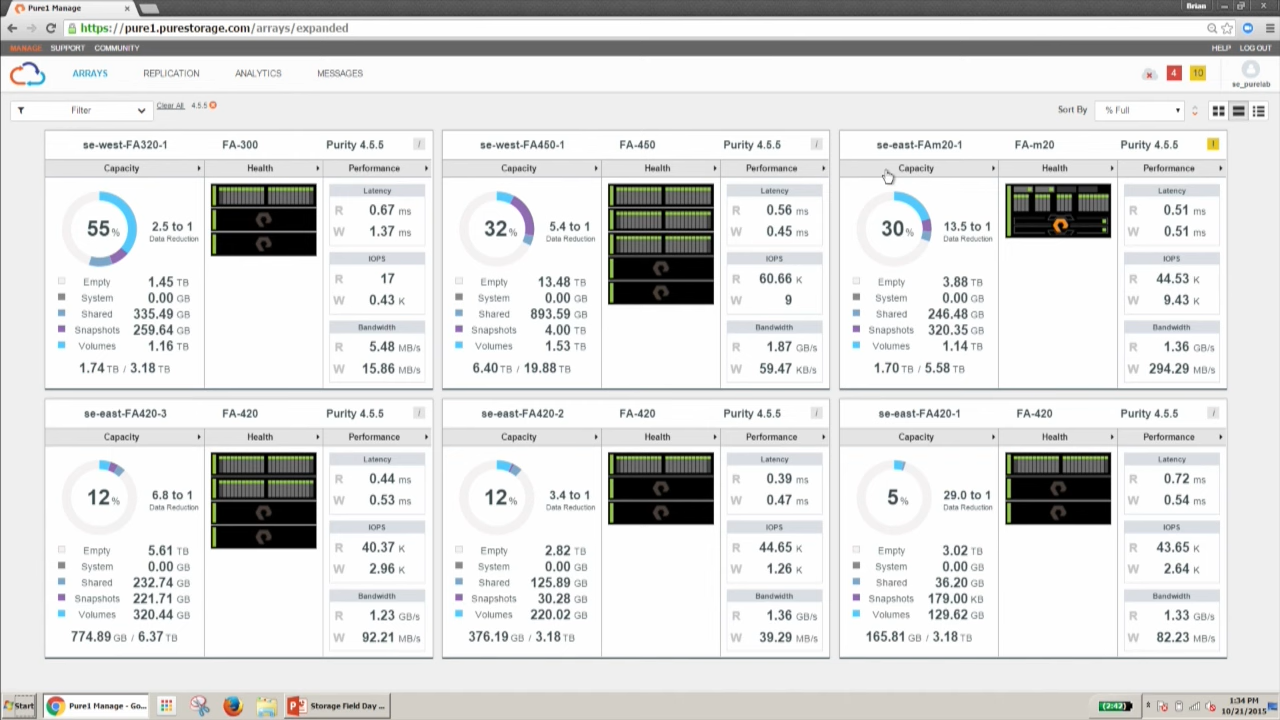 Pure1 Manage
Brian
https://pure1.purestorage.com/arrays/expanded
MANAGE SUPPORT COMMUNITY
HELP LOG OUT
ARRAYS REPLICATION ANALYTICS MESSAGES
4 10
se_purelab
Filter Clear All 4.5.5
Sort By % Full
se-west-FA320-1 FA-300 Purity 4.5.5
Capacity Health Performance
55 %
2.5 to 1
Data Reduction
Empty 1.45 TB
System 0.00 GB
Shared 335.49 GB
Snapshots 259.64 GB
Volumes 1.16 TB
1.74 TB / 3.18 TB
Latency
R 0.67 ms
W 1.37 ms
IOPS
R 17
W 0.43 K
Bandwidth
R 5.48 MB/s
W 15.86 MB/s
se-west-FA450-1 FA-450 Purity 4.5.5
Capacity Health Performance
32 %
5.4 to 1
Data Reduction
Empty 13.48 TB
System 0.00 GB
Shared 893.59 GB
Snapshots 4.00 TB
Volumes 1.53 TB
6.40 TB / 19.88 TB
Latency
R 0.56 ms
W 0.45 ms
IOPS
R 60.66 K
W 9
Bandwidth
R 1.87 GB/s
W 59.47 KB/s
se-east-FAm20-1 FA-m20 Purity 4.5.5
Capacity Health Performance
30 %
13.5 to 1
Data Reduction
Empty 3.88 TB
System 0.00 GB
Shared 246.48 GB
Snapshots 320.35 GB
Volumes 1.14 TB
1.70 TB / 5.58 TB
Latency
R 0.51 ms
W 0.51 ms
IOPS
R 44.53 K
W 9.43 K
Bandwidth
R 1.36 GB/s
W 294.29 MB/s
se-east-FA420-3 FA-420 Purity 4.5.5
Capacity Health Performance
12 %
6.8 to 1
Data Reduction
Empty 5.61 TB
System 0.00 GB
Shared 232.74 GB
Snapshots 221.71 GB
Volumes 320.44 GB
774.89 GB / 6.37 TB
Latency
R 0.44 ms
W 0.53 ms
IOPS
R 40.37 K
W 2.96 K
Bandwidth
R 1.23 GB/s
W 92.21 MB/s
se-east-FA420-2 FA-420 Purity 4.5.5
Capacity Health Performance
12 %
3.4 to 1
Data Reduction
Empty 2.82 TB
System 0.00 GB
Shared 125.89 GB
Snapshots 30.28 GB
Volumes 220.02 GB
376.19 GB / 3.18 TB
Latency
R 0.39 ms
W 0.47 ms
IOPS
R 44.65 K
W 1.26 K
Bandwidth
R 1.36 GB/s
W 39.29 MB/s
se-east-FA420-1 FA-420 Purity 4.5.5
Capacity Health Performance
5 %
29.0 to 1
Data Reduction
Empty 3.02 TB
System 0.00 GB
Shared 36.20 GB
Snapshots 179.00 KB
Volumes 129.62 GB
165.81 GB / 3.18 TB
Latency
R 0.72 ms
W 0.54 ms
IOPS
R 43.65 K
W 2.64 K
Bandwidth
R 1.33 GB/s
W 82.23 MB/s
Start Pure1 Manage - Go... Storage Field Day ... (2:42) 1:34 PM
10/21/2015